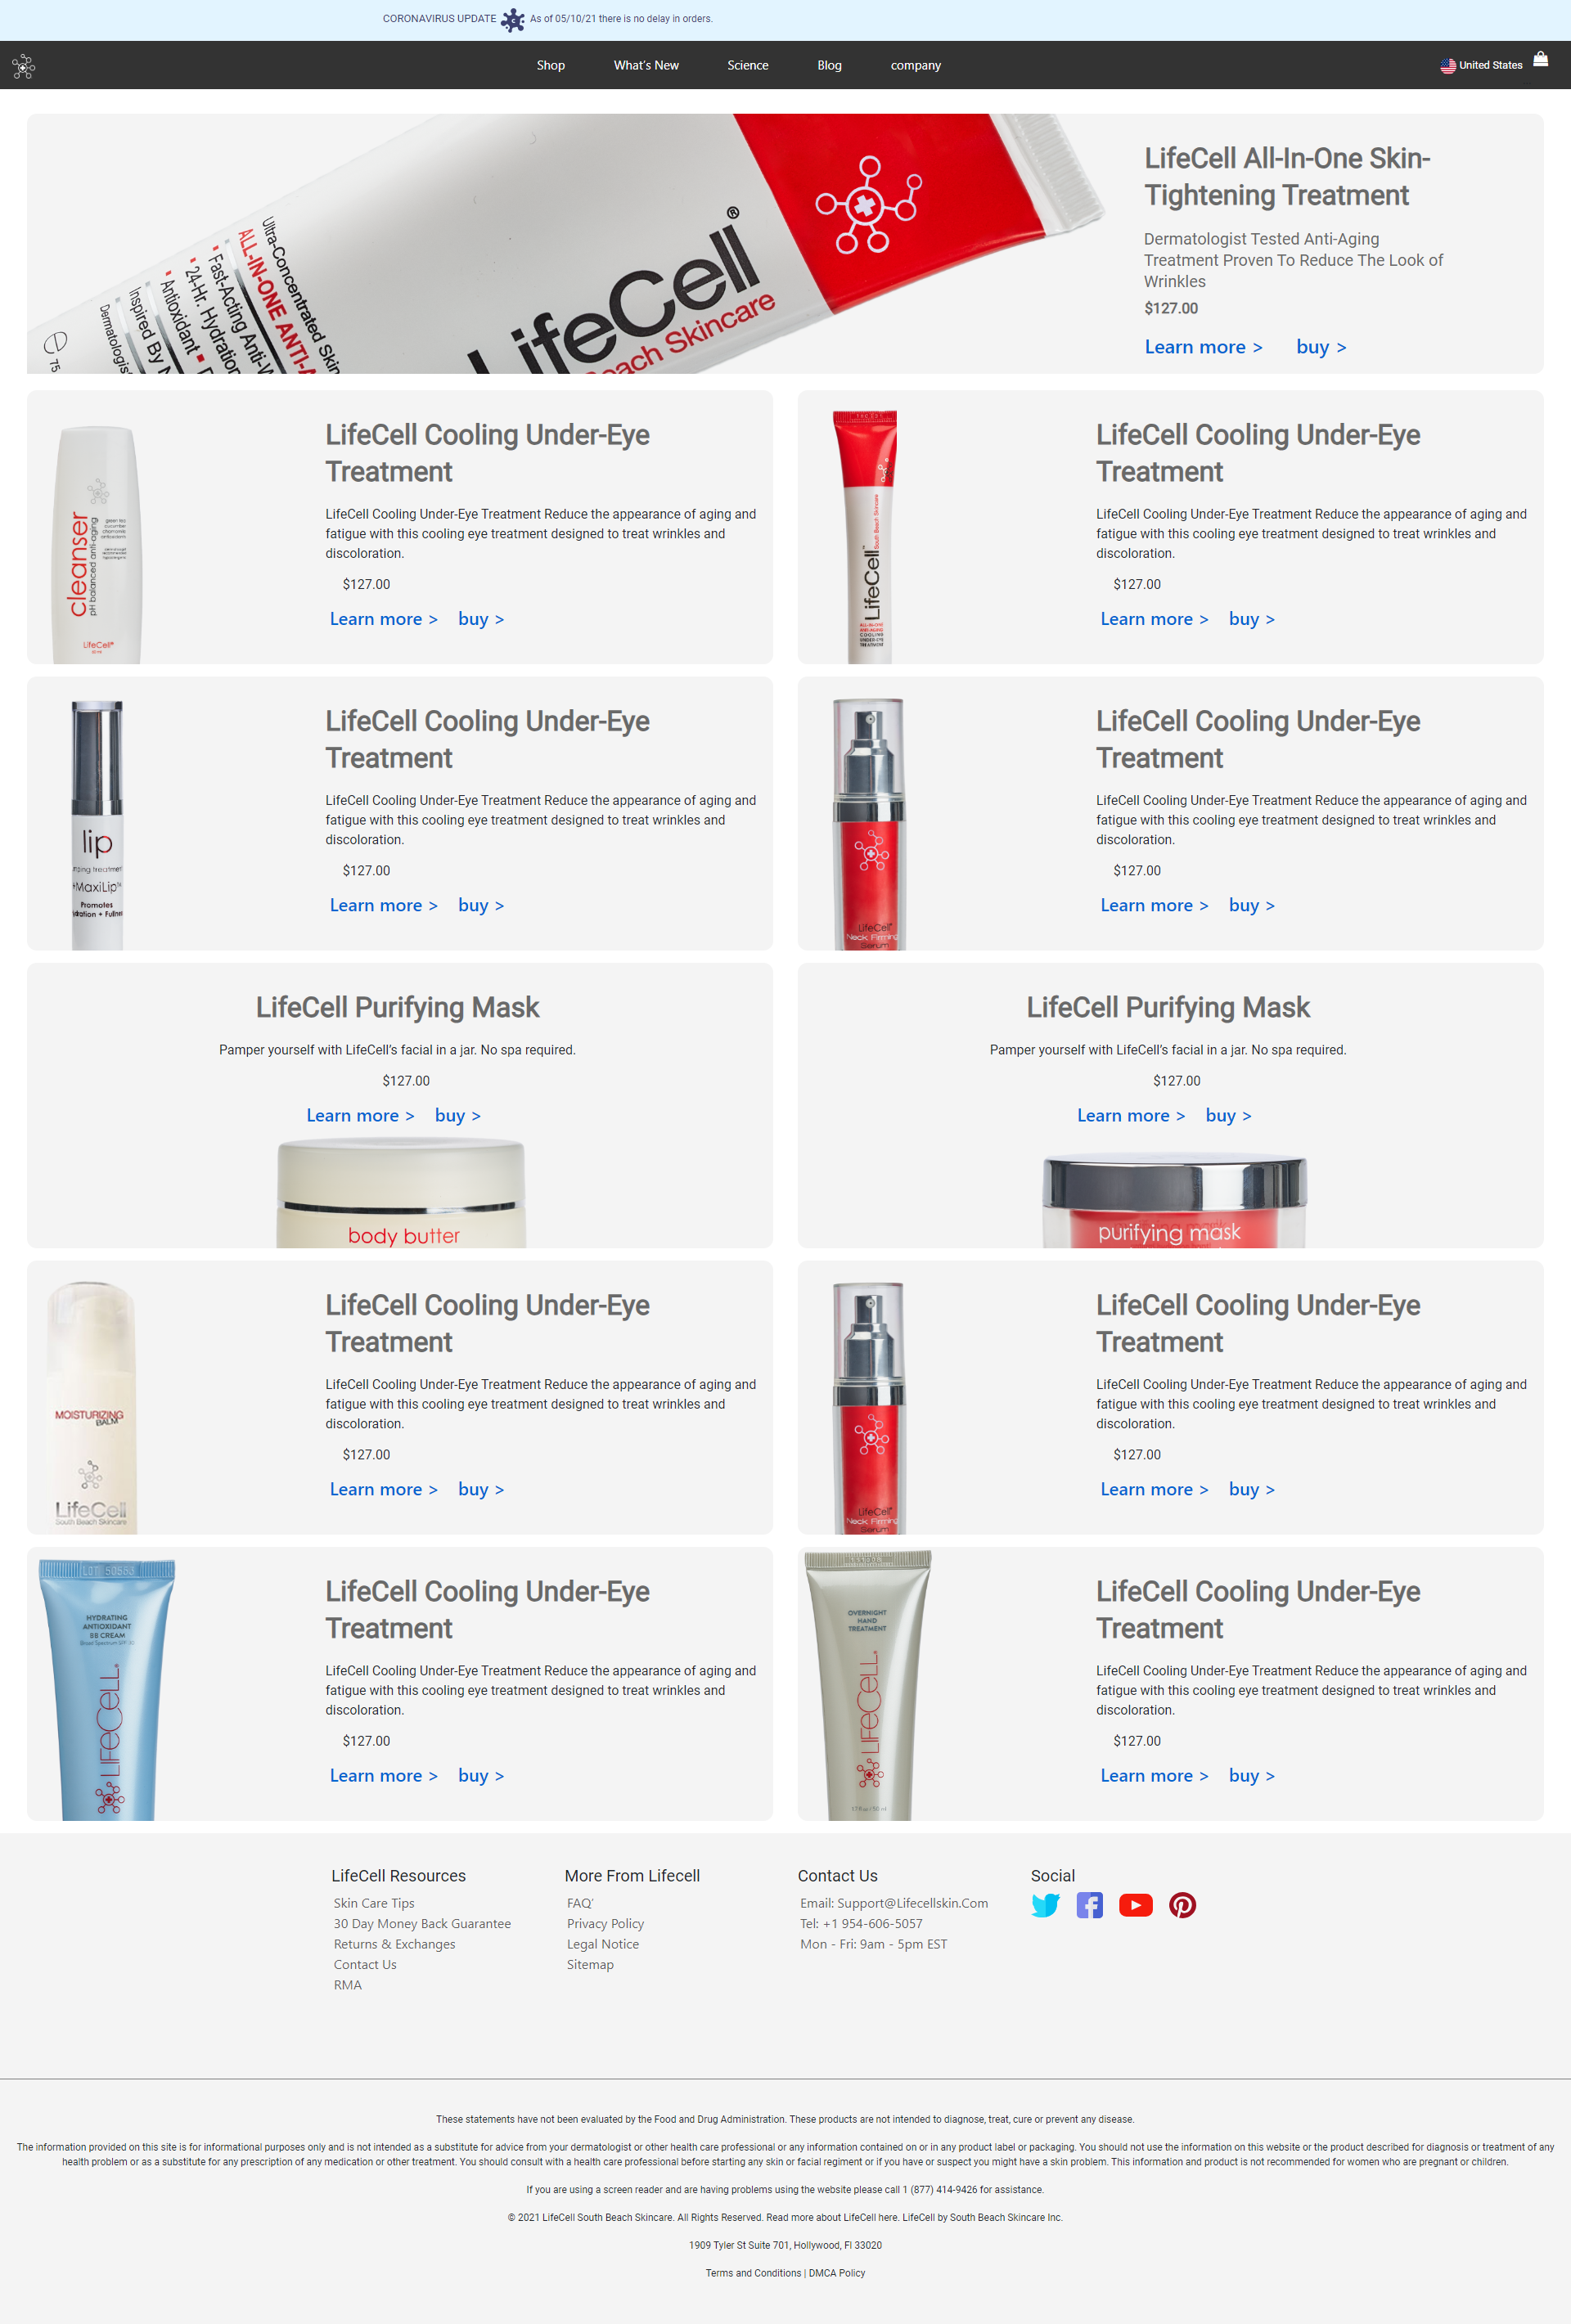 CORONAVIRUS UPDATE As of 05/10/21 there is no delay in orders.
Shop What's New Science Blog company
United States
LifeCell All-In-One Skin-
Tightening Treatment
Dermatologist Tested Anti-Aging
Treatment Proven To Reduce The Look of
Wrinkles
$127.00
Learn more > buy >
Ultra-Concentrated Skin
ALL-IN-ONE ANTI-A
Fast-Acting Anti-W
24-Hr. Hydration
Antioxidant
Inspired By N
Dermatologis
75
LifeCell®
Beach Skincare
cleanser
pH balanced anti-aging
green tea
cucumber
chamomile
antioxidants
LifeCell®
LifeCell Cooling Under-Eye
Treatment
LifeCell Cooling Under-Eye Treatment Reduce the appearance of aging and
fatigue with this cooling eye treatment designed to treat wrinkles and
discoloration.
$127.00
Learn more > buy >
LifeCell™
South Beach Skincare
ALL-IN-ONE
ANTI-AGING
COOLING
UNDER-EYE
TREATMENT
LifeCell Cooling Under-Eye
Treatment
LifeCell Cooling Under-Eye Treatment Reduce the appearance of aging and
fatigue with this cooling eye treatment designed to treat wrinkles and
discoloration.
$127.00
Learn more > buy >
lip
rizing treatmen
+MaxiLip™
Promotes
dration + Fullne
LifeCell Cooling Under-Eye
Treatment
LifeCell Cooling Under-Eye Treatment Reduce the appearance of aging and
fatigue with this cooling eye treatment designed to treat wrinkles and
discoloration.
$127.00
Learn more > buy >
LifeCell®
Neck Firming
Serum
LifeCell Cooling Under-Eye
Treatment
LifeCell Cooling Under-Eye Treatment Reduce the appearance of aging and
fatigue with this cooling eye treatment designed to treat wrinkles and
discoloration.
$127.00
Learn more > buy >
LifeCell Purifying Mask
Pamper yourself with LifeCell's facial in a jar. No spa required.
$127.00
Learn more > buy >
body butter
LifeCell Purifying Mask
Pamper yourself with LifeCell's facial in a jar. No spa required.
$127.00
Learn more > buy >
purifying mask
MOISTURIZING
BALM
LifeCell
South Beach Skincare
LifeCell Cooling Under-Eye
Treatment
LifeCell Cooling Under-Eye Treatment Reduce the appearance of aging and
fatigue with this cooling eye treatment designed to treat wrinkles and
discoloration.
$127.00
Learn more > buy >
LifeCell®
Neck Firming
Serum
LifeCell Cooling Under-Eye
Treatment
LifeCell Cooling Under-Eye Treatment Reduce the appearance of aging and
fatigue with this cooling eye treatment designed to treat wrinkles and
discoloration.
$127.00
Learn more > buy >
LOT 50563
HYDRATING
ANTIOXIDANT
BB CREAM
Broad Spectrum SPF 30
LIFECELL
LifeCell Cooling Under-Eye
Treatment
LifeCell Cooling Under-Eye Treatment Reduce the appearance of aging and
fatigue with this cooling eye treatment designed to treat wrinkles and
discoloration.
$127.00
Learn more > buy >
OVERNIGHT
HAND
TREATMENT
LIFECELL
LifeCell Cooling Under-Eye
Treatment
LifeCell Cooling Under-Eye Treatment Reduce the appearance of aging and
fatigue with this cooling eye treatment designed to treat wrinkles and
discoloration.
$127.00
Learn more > buy >
LifeCell Resources
Skin Care Tips
30 Day Money Back Guarantee
Returns & Exchanges
Contact Us
RMA
More From Lifecell
FAQ'
Privacy Policy
Legal Notice
Sitemap
Contact Us
Email: Support@Lifecellskin.Com
Tel: +1 954-606-5057
Mon - Fri: 9am - 5pm EST
Social
These statements have not been evaluated by the Food and Drug Administration. These products are not intended to diagnose, treat, cure or prevent any disease.
The information provided on this site is for informational purposes only and is not intended as a substitute for advice from your dermatologist or other health care professional or any information contained on or in any product label or packaging. You should not use the information on this website or the product described for diagnosis or treatment of any
health problem or as a substitute for any prescription of any medication or other treatment. You should consult with a health care professional before starting any skin or facial regiment or if you have or suspect you might have a skin problem. This information and product is not recommended for women who are pregnant or children.
If you are using a screen reader and are having problems using the website please call 1 (877) 414-9426 for assistance.
© 2021 LifeCell South Beach Skincare. All Rights Reserved. Read more about LifeCell here. LifeCell by South Beach Skincare Inc.
1909 Tyler St Suite 701, Hollywood, Fl 33020
Terms and Conditions | DMCA Policy